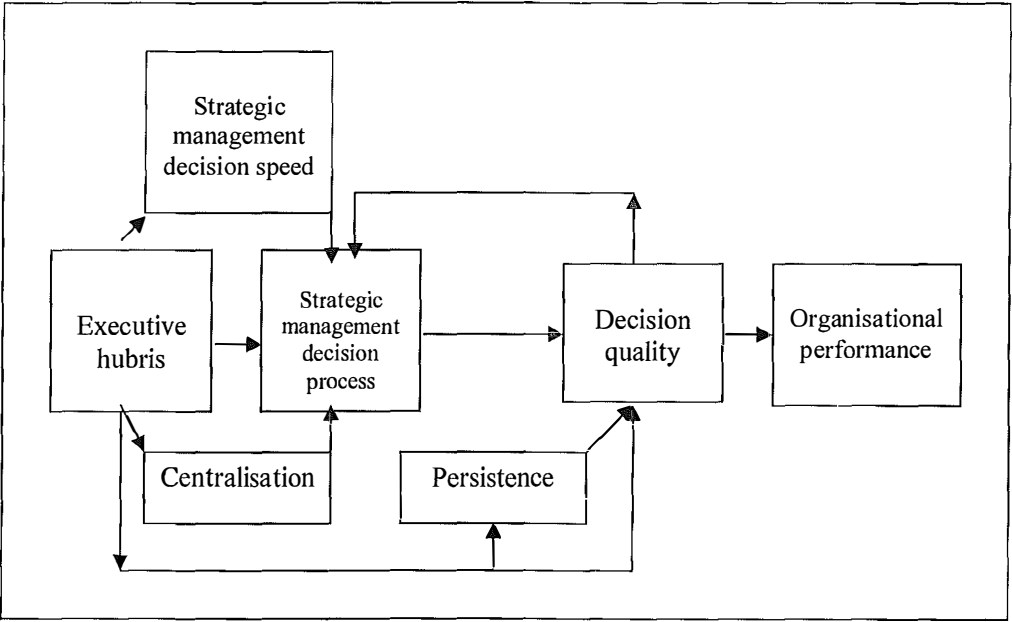 Strategic
management
decision speed
Executive
hubris
Strategic
management
decision
process
Decision
quality
Organisational
performance
Centralisation
Persistence